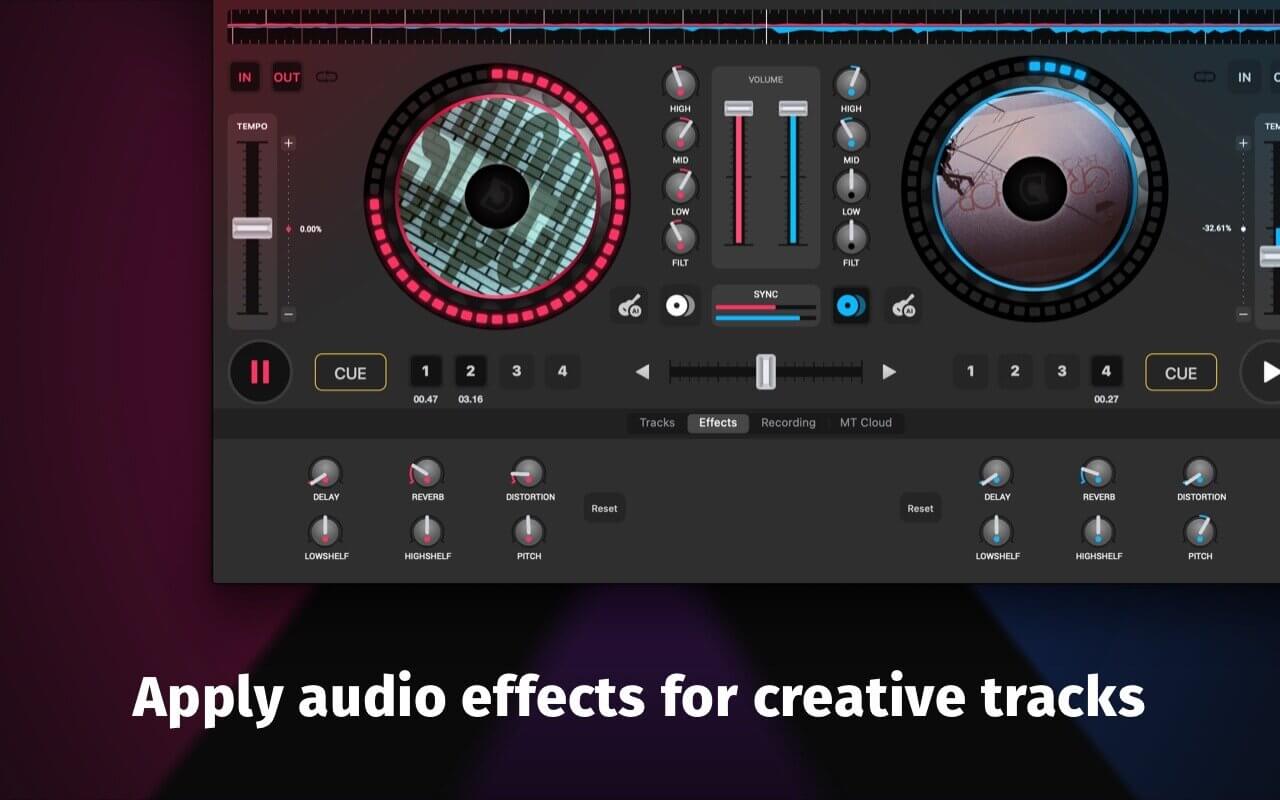 IN OUT
IN
TEMPO
+
0.00%
−
HIGH
MID
LOW
FILT
VOLUME
HIGH
MID
LOW
FILT
SYNC
AI
AI
+
-32.61%
−
CUE
1 2 3 4
00.47 03.16
1 2 3 4
00.27
CUE
Tracks Effects Recording MT Cloud
DELAY REVERB DISTORTION
LOWSHELF HIGHSHELF PITCH
Reset
Reset
DELAY REVERB DISTORTION
LOWSHELF HIGHSHELF PITCH
Apply audio effects for creative tracks